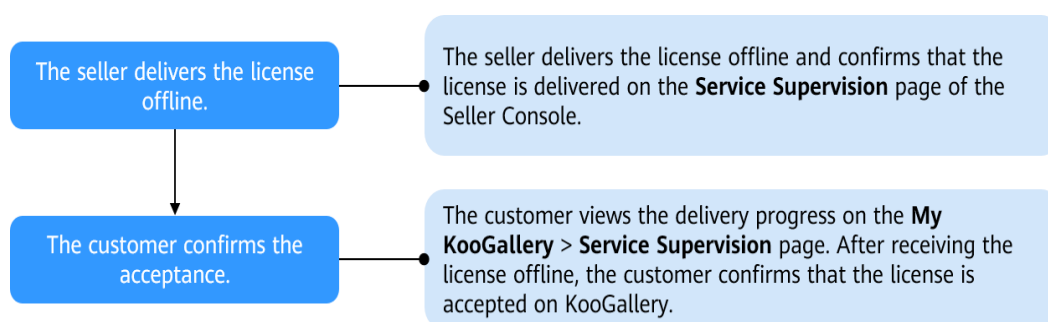 The seller delivers the license
offline.
The seller delivers the license offline and confirms that the
license is delivered on the Service Supervision page of the
Seller Console.
The customer confirms the
acceptance.
The customer views the delivery progress on the My
KooGallery > Service Supervision page. After receiving the
license offline, the customer confirms that the license is
accepted on KooGallery.